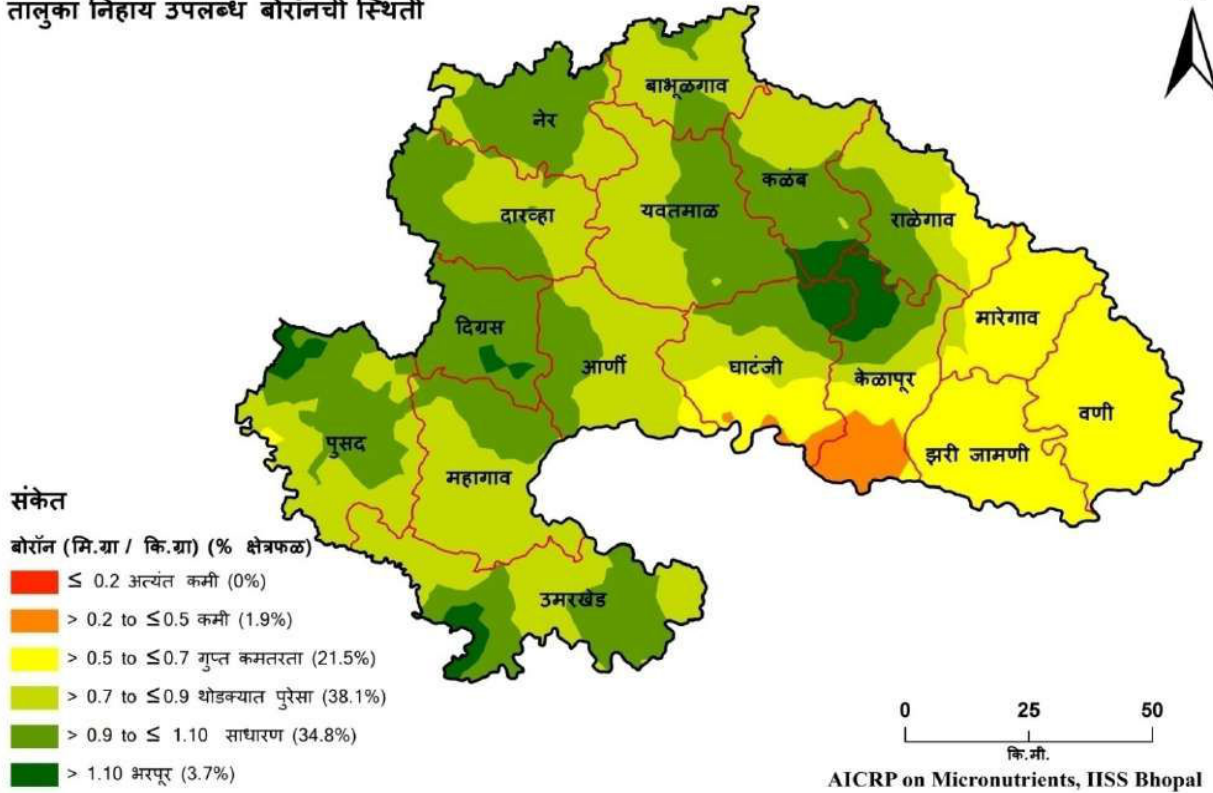 तालुका निहाय उपलब्ध बोरॉनची स्थिती
बाभूळगाव
नेर
कळंब
दारव्हा
यवतमाळ
राळेगाव
दिग्रस
मारेगाव
आर्णी
घाटंजी
केळापूर
वणी
पुसद
महागाव
झरी जामणी
उमरखेड
संकेत
बोरॉन (मि.ग्रा / कि.ग्रा) (% क्षेत्रफळ)
≤ 0.2 अत्यंत कमी (0%)
> 0.2 to ≤0.5 कमी (1.9%)
> 0.5 to ≤0.7 गुप्त कमतरता (21.5%)
> 0.7 to ≤0.9 थोडक्यात पुरेसा (38.1%)
> 0.9 to ≤ 1.10 साधारण (34.8%)
> 1.10 भरपूर (3.7%)
0 25 50
कि.मी.
AICRP on Micronutrients, IISS Bhopal